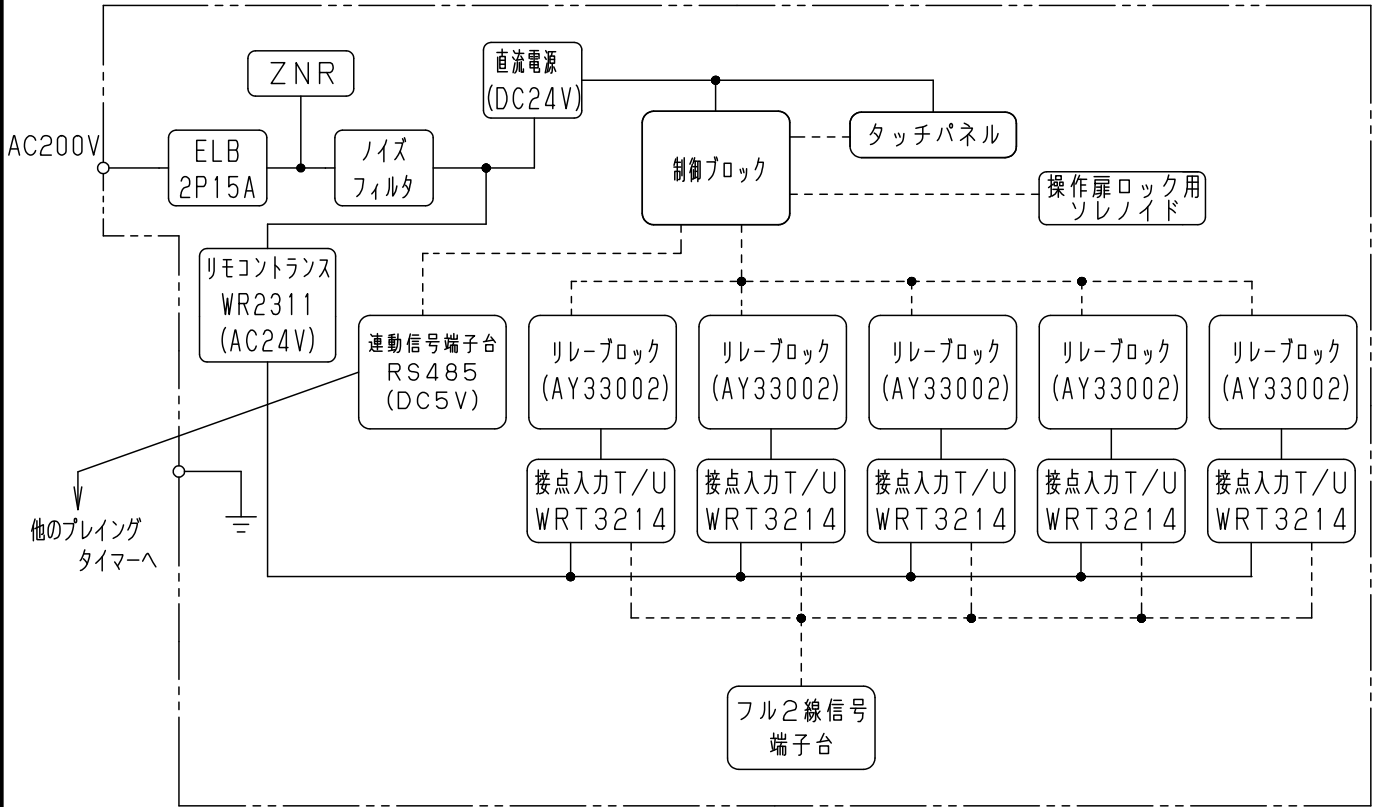 AC200V
ELB
2P15A
ZNR
ノイズ
フィルタ
直流電源
(DC24V)
制御ブロック
タッチパネル
操作扉ロック用
ソレノイド
リモコントランス
WR2311
(AC24V)
連動信号端子台
RS485
(DC5V)
リレーブロック
(AY33002)
リレーブロック
(AY33002)
リレーブロック
(AY33002)
リレーブロック
(AY33002)
リレーブロック
(AY33002)
接点入力T/U
WRT3214
接点入力T/U
WRT3214
接点入力T/U
WRT3214
接点入力T/U
WRT3214
接点入力T/U
WRT3214
他のプレイング
タイマーへ
フル2線信号
端子台